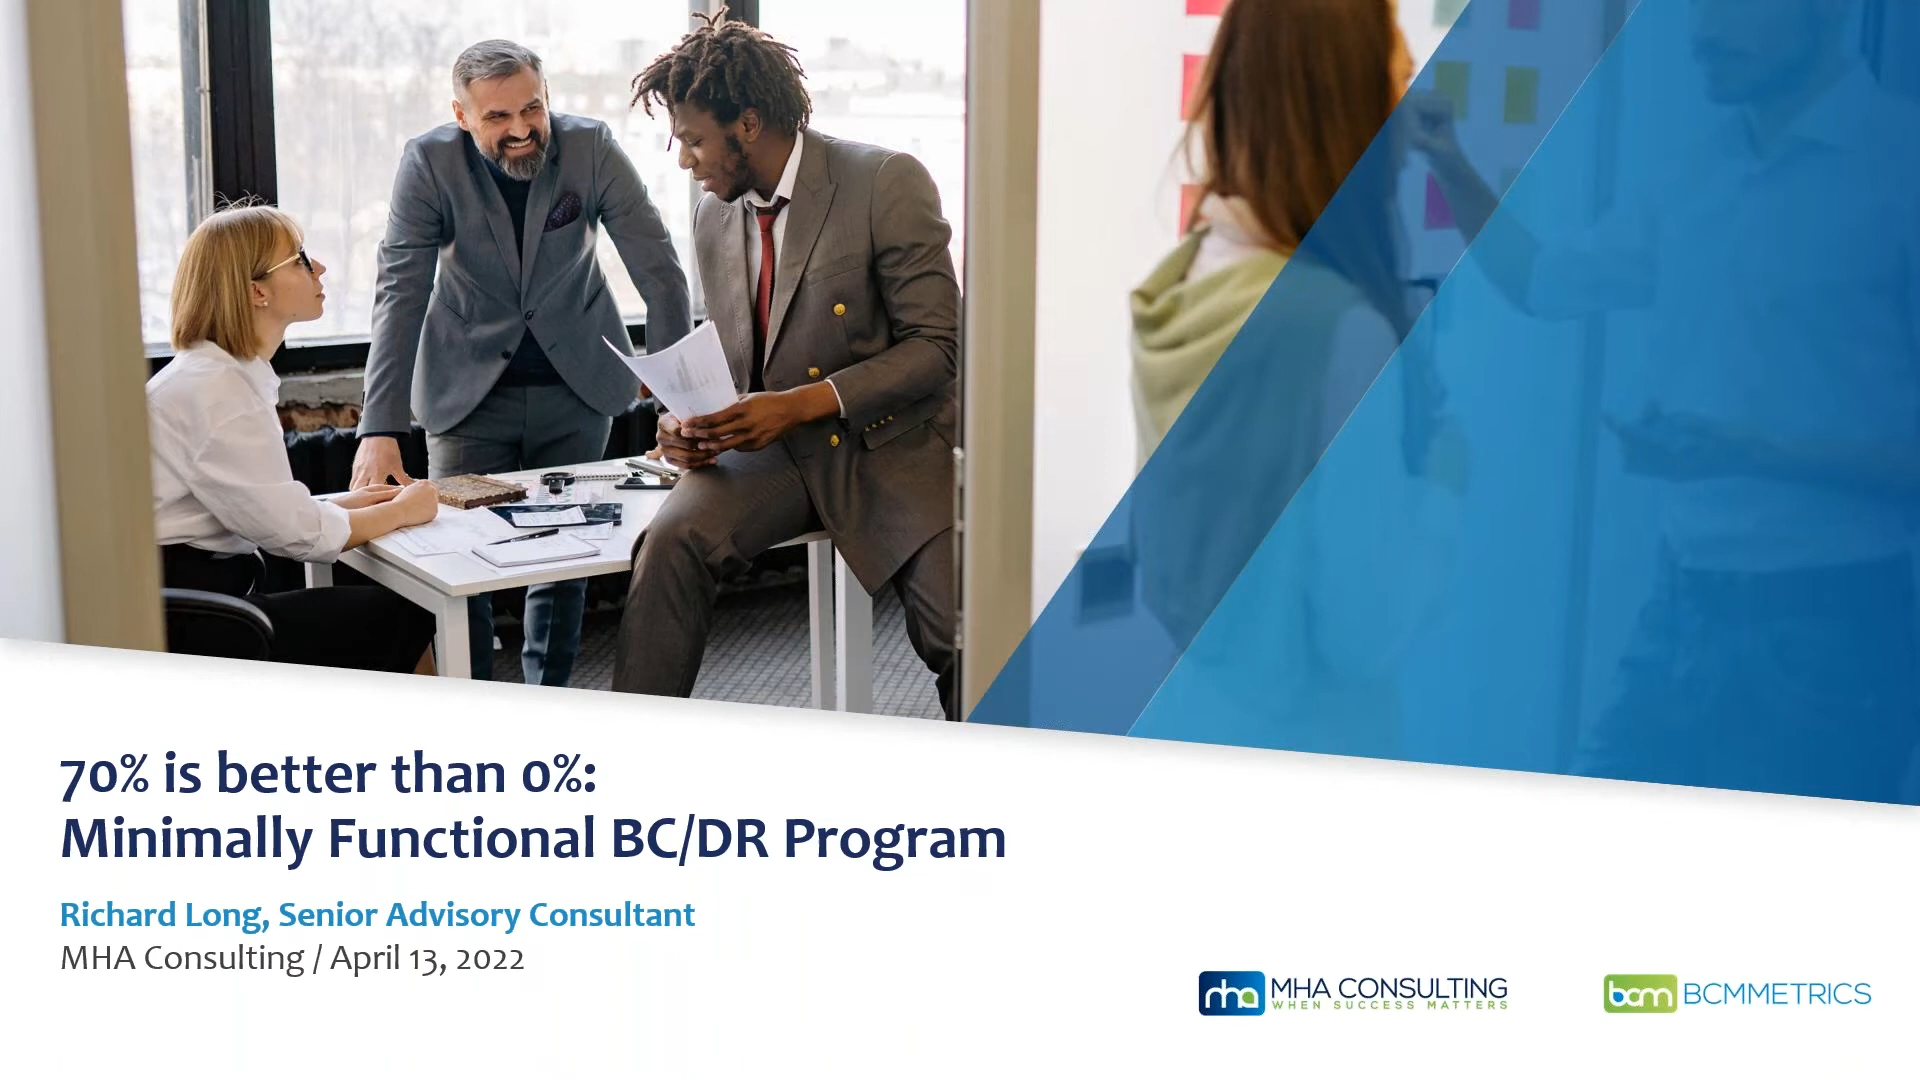 70% is better than 0%:
Minimally Functional BC/DR Program
Richard Long, Senior Advisory Consultant
MHA Consulting / April 13, 2022
mha MHA CONSULTING
WHEN SUCCESS MATTERS
bcm BCMMETRICS